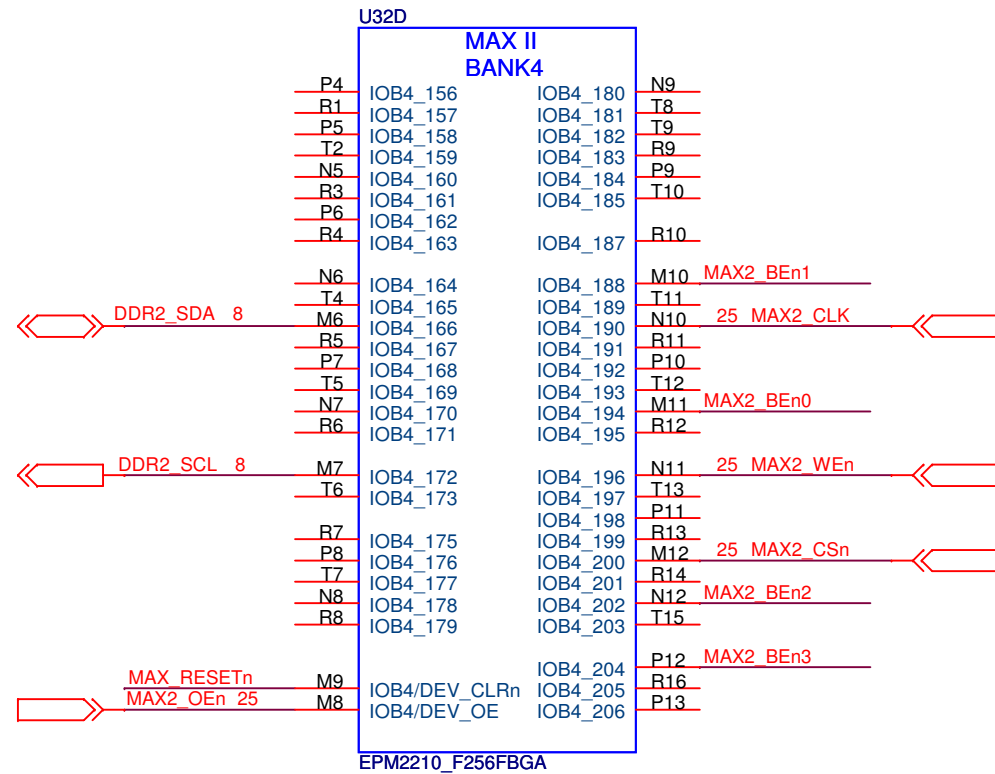 U32D
MAX II
BANK4
P4 IOB4_156 IOB4_180 N9
R1 IOB4_157 IOB4_181 T8
P5 IOB4_158 IOB4_182 T9
T2 IOB4_159 IOB4_183 R9
N5 IOB4_160 IOB4_184 P9
R3 IOB4_161 IOB4_185 T10
P6 IOB4_162
R4 IOB4_163 IOB4_187 R10
N6 IOB4_164 IOB4_188 M10 MAX2_BEn1
T4 IOB4_165 IOB4_189 T11
DDR2_SDA 8 M6 IOB4_166 IOB4_190 N10 25 MAX2_CLK
R5 IOB4_167 IOB4_191 R11
P7 IOB4_168 IOB4_192 P10
T5 IOB4_169 IOB4_193 T12
N7 IOB4_170 IOB4_194 M11 MAX2_BEn0
R6 IOB4_171 IOB4_195 R12
DDR2_SCL 8 M7 IOB4_172 IOB4_196 N11 25 MAX2_WEn
T6 IOB4_173 IOB4_197 T13
IOB4_198 P11
R7 IOB4_175 IOB4_199 R13
P8 IOB4_176 IOB4_200 M12 25 MAX2_CSn
T7 IOB4_177 IOB4_201 R14
N8 IOB4_178 IOB4_202 N12 MAX2_BEn2
R8 IOB4_179 IOB4_203 T15
IOB4_204 P12 MAX2_BEn3
MAX_RESETn M9 IOB4/DEV_CLRn IOB4_205 R16
MAX2_OEn 25 M8 IOB4/DEV_OE IOB4_206 P13
EPM2210_F256FBGA